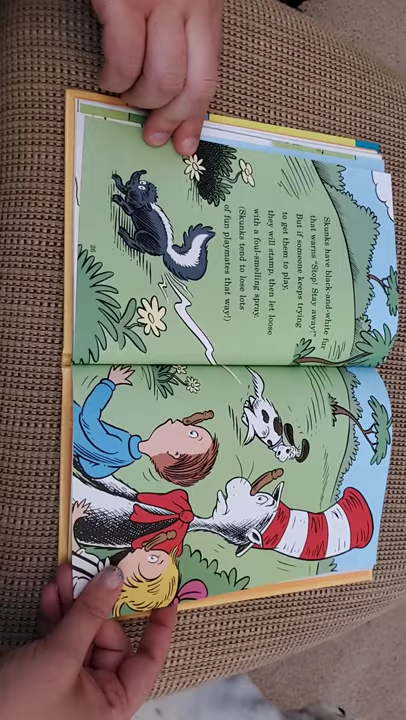 Skunks have black-and-white fur
that warns "Stop! Stay away!"
But if someone keeps trying
to get them to play,
they will stamp, then let loose
with a foul-smelling spray.
(Skunks tend to lose lots
of fun playmates that way!)
36